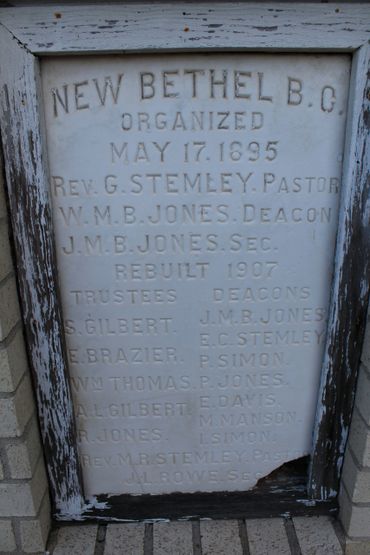 NEW BETHEL B.C.
ORGANIZED
MAY 17. 1895
REV. G. STEMLEY. PASTOR
W.M.B. JONES. DEACON
J.M.B. JONES. SEC.
REBUILT 1907
TRUSTEES
S. GILBERT.
E. BRAZIER.
WM THOMAS.
A.L. GILBERT.
R. JONES.
DEACONS
J.M.B. JONES
E.C. STEMLEY
P. SIMON.
P. JONES.
E. DAVIS.
M. MANSON.
I. SIMON.
REV. M.R. STEMLEY. PASTOR
J.L. ROWE. SEC